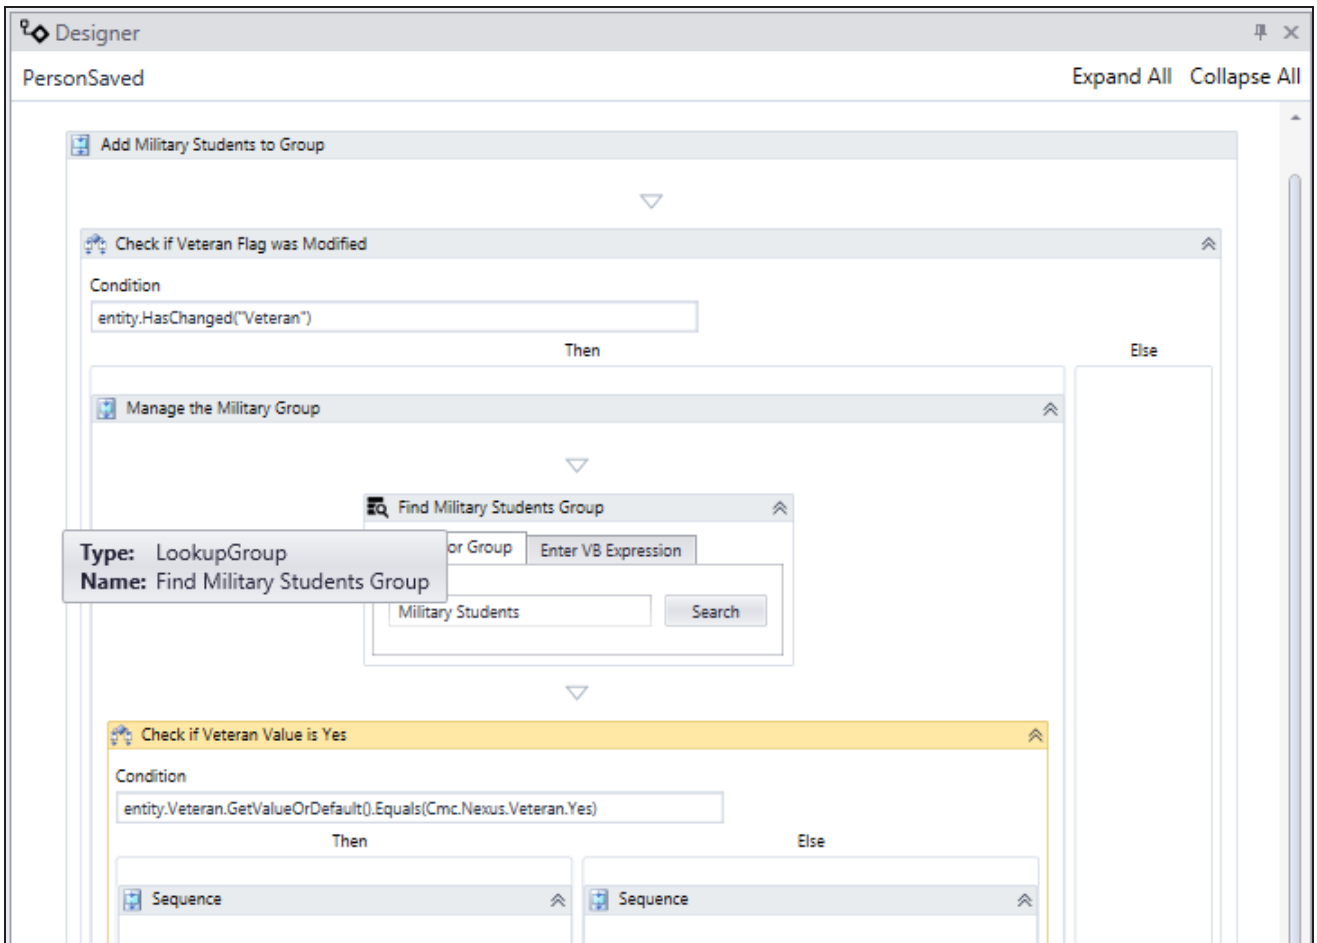 Designer
PersonSaved
Expand All Collapse All
Add Military Students to Group
Check if Veteran Flag was Modified
Condition
entity.HasChanged("Veteran")
Then Else
Manage the Military Group
Find Military Students Group
or Group Enter VB Expression
Type: LookupGroup
Name: Find Military Students Group
Military Students Search
Check if Veteran Value is Yes
Condition
entity.Veteran.GetValueOrDefault().Equals(Cmc.Nexus.Veteran.Yes)
Then Else
Sequence Sequence